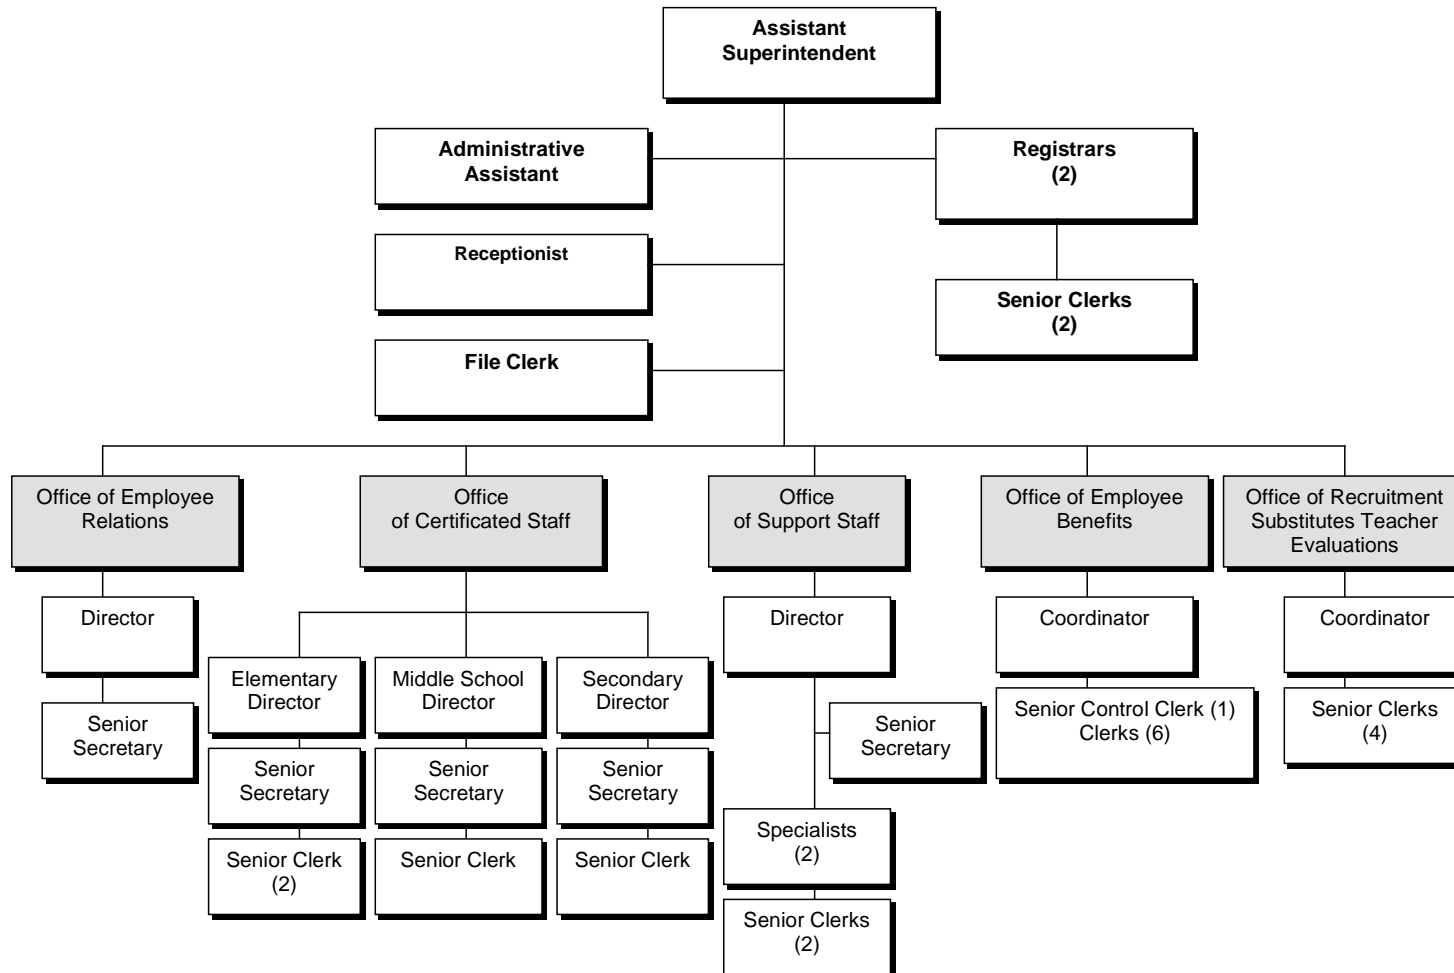 Assistant
Superintendent
Administrative
Assistant
Registrars
(2)
Receptionist
Senior Clerks
(2)
File Clerk
Office of Employee
Relations
Office
of Certificated Staff
Office
of Support Staff
Office of Employee
Benefits
Office of Recruitment
Substitutes Teacher
Evaluations
Director
Director
Coordinator
Coordinator
Elementary
Director
Middle School
Director
Secondary
Director
Senior
Secretary
Senior
Secretary
Senior Control Clerk (1)
Clerks (6)
Senior Clerks
(4)
Senior
Secretary
Senior
Secretary
Senior
Secretary
Specialists
(2)
Senior Clerk
(2)
Senior Clerk
Senior Clerk
Senior Clerks
(2)